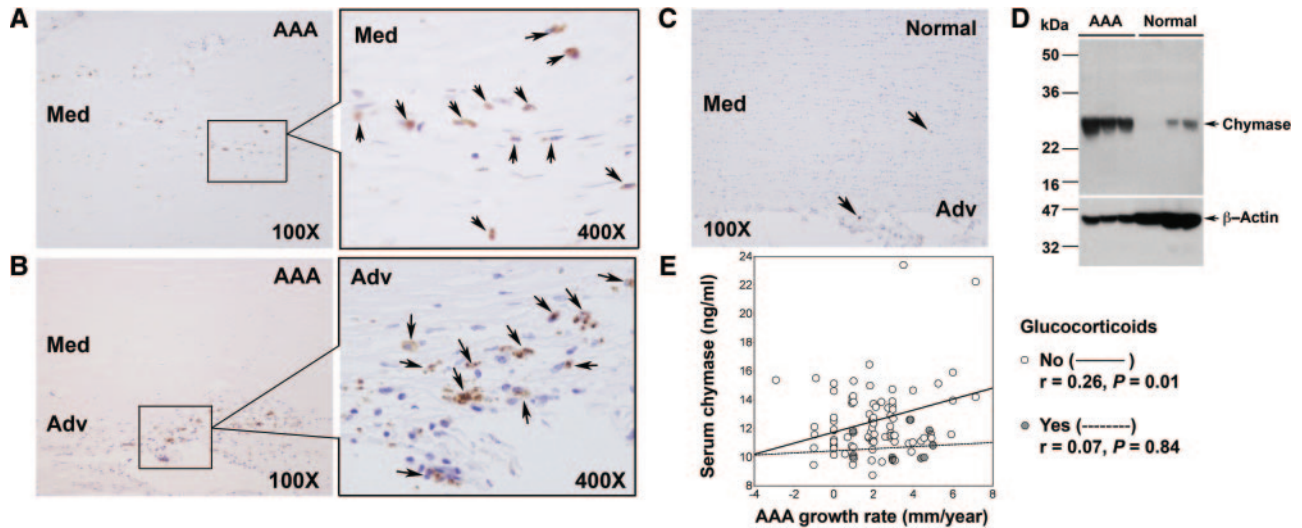 A
AAA
Med
100X
Med
400X
B
AAA
Med
Adv
100X
Adv
400X
C
Normal
Med
Adv
100X
D
kDa
AAA Normal
50
36
22
16
47
32
Chymase
β–Actin
E
Serum chymase (ng/ml)
24
22
20
18
16
14
12
10
8
-4 -2 0 2 4 6 8
AAA growth rate (mm/year)
Glucocorticoids
No (——)
r = 0.26, P = 0.01
Yes (--------)
r = 0.07, P = 0.84